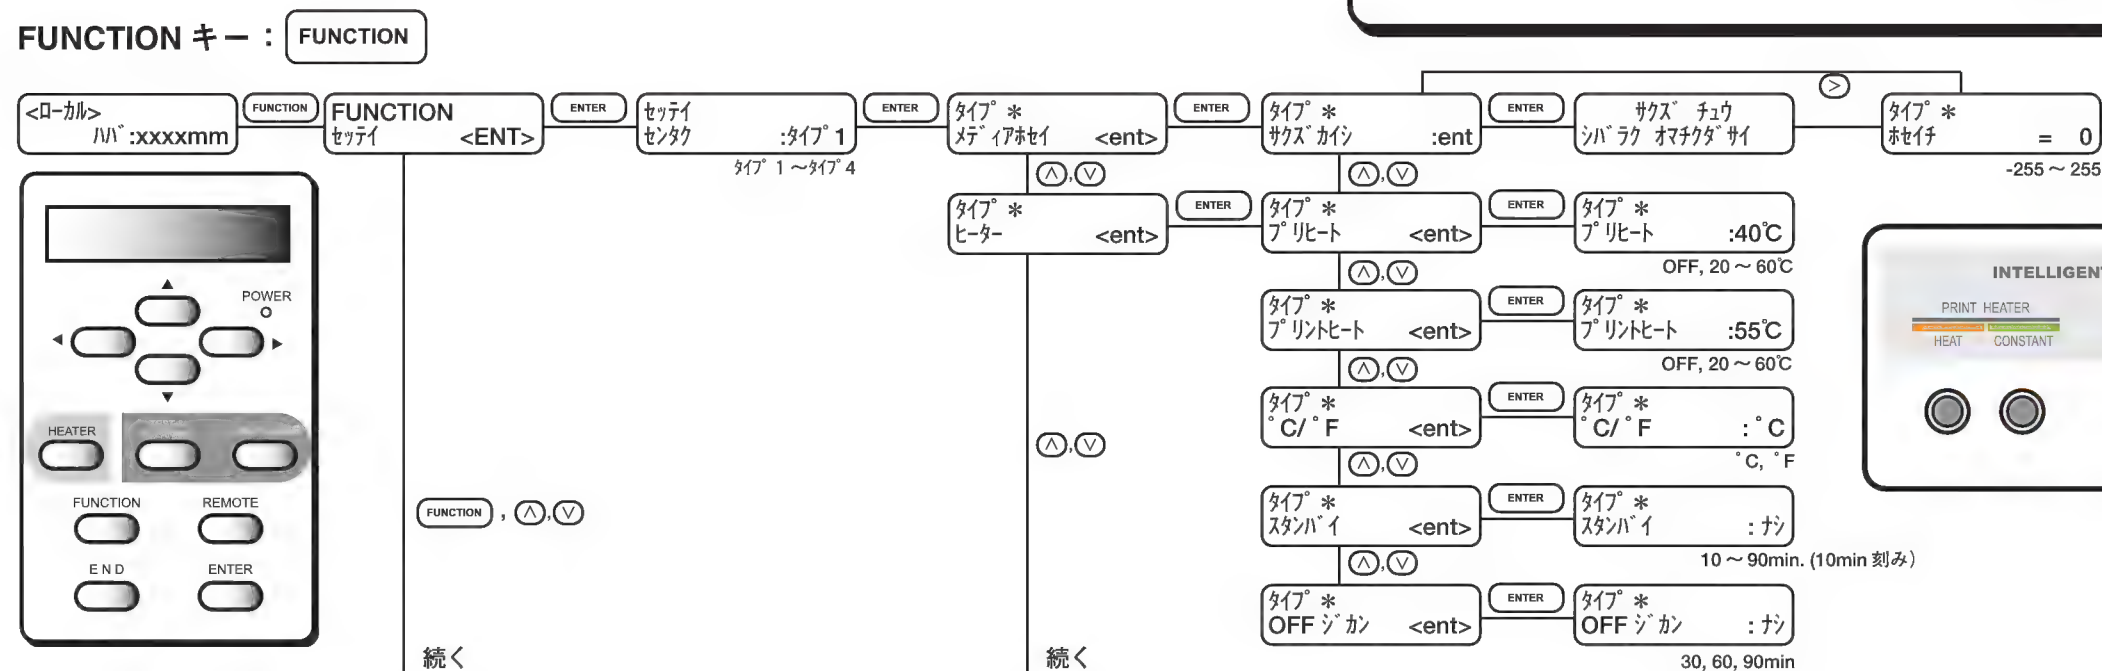 FUNCTION キー : FUNCTION
>
<ﾛｰｶﾙ>
ﾊﾊﾞ:xxxxmm
FUNCTION
FUNCTION
ｾｯﾃｲ <ENT>
ENTER
ｾｯﾃｲ
ｾﾝﾀｸ :ﾀｲﾌﾟ1
ﾀｲﾌﾟ1～ﾀｲﾌﾟ4
ENTER
ﾀｲﾌﾟ *
ﾒﾃﾞｨｱﾎｾｲ <ent>
ENTER
ﾀｲﾌﾟ *
ｻｸｽﾞｶｲｼ :ent
ENTER
ｻｸｽﾞ ﾁｭｳ
ｼﾊﾞﾗｸ ｵﾏﾁｸﾀﾞｻｲ
ﾀｲﾌﾟ *
ﾎｾｲﾁ = 0
-255～255
∧,∨
∧,∨
ﾀｲﾌﾟ *
ﾋｰﾀｰ <ent>
ENTER
ﾀｲﾌﾟ *
ﾌﾟﾘﾋｰﾄ <ent>
ENTER
ﾀｲﾌﾟ *
ﾌﾟﾘﾋｰﾄ :40℃
OFF, 20～60℃
∧,∨
ﾀｲﾌﾟ *
ﾌﾟﾘﾝﾄﾋｰﾄ <ent>
ENTER
ﾀｲﾌﾟ *
ﾌﾟﾘﾝﾄﾋｰﾄ :55℃
OFF, 20～60℃
∧,∨
ﾀｲﾌﾟ *
°C/°F <ent>
ENTER
ﾀｲﾌﾟ *
°C/°F :°C
°C, °F
∧,∨
∧,∨
ﾀｲﾌﾟ *
ｽﾀﾝﾊﾞｲ <ent>
ENTER
ﾀｲﾌﾟ *
ｽﾀﾝﾊﾞｲ :ﾅｼ
10～90min. (10min 刻み)
∧,∨
ﾀｲﾌﾟ *
OFFｼﾞｶﾝ <ent>
ENTER
ﾀｲﾌﾟ *
OFFｼﾞｶﾝ :ﾅｼ
30, 60, 90min
FUNCTION , ∧,∨
続く
続く
POWER
HEATER
FUNCTION REMOTE
END ENTER
PRINT HEATER
HEAT CONSTANT